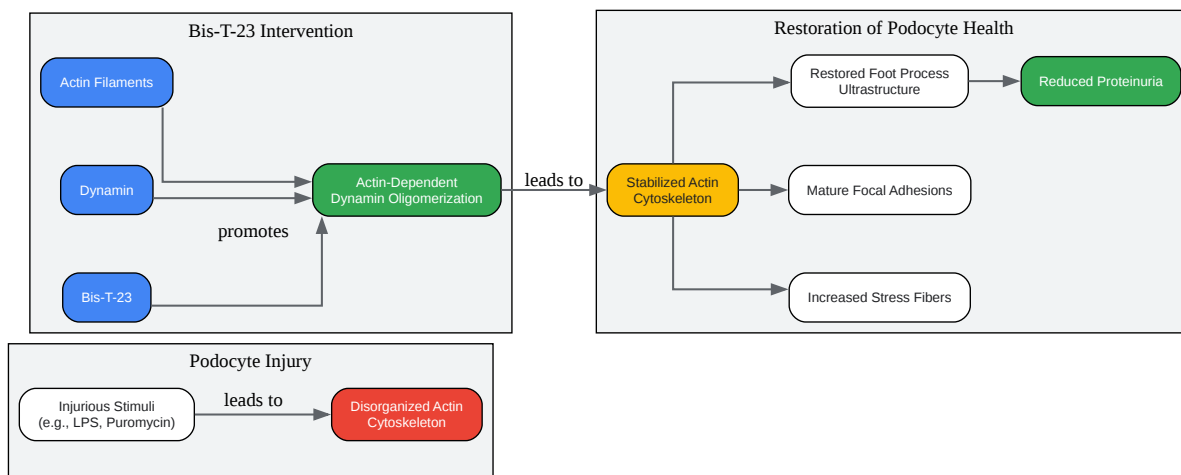 Bis-T-23 Intervention
Actin Filaments
Dynamin
Bis-T-23
promotes
Actin-Dependent
Dynamin Oligomerization
leads to
Restoration of Podocyte Health
Stabilized Actin
Cytoskeleton
Restored Foot Process
Ultrastructure
Reduced Proteinuria
Mature Focal Adhesions
Increased Stress Fibers
Podocyte Injury
Injurious Stimuli
(e.g., LPS, Puromycin)
leads to
Disorganized Actin
Cytoskeleton